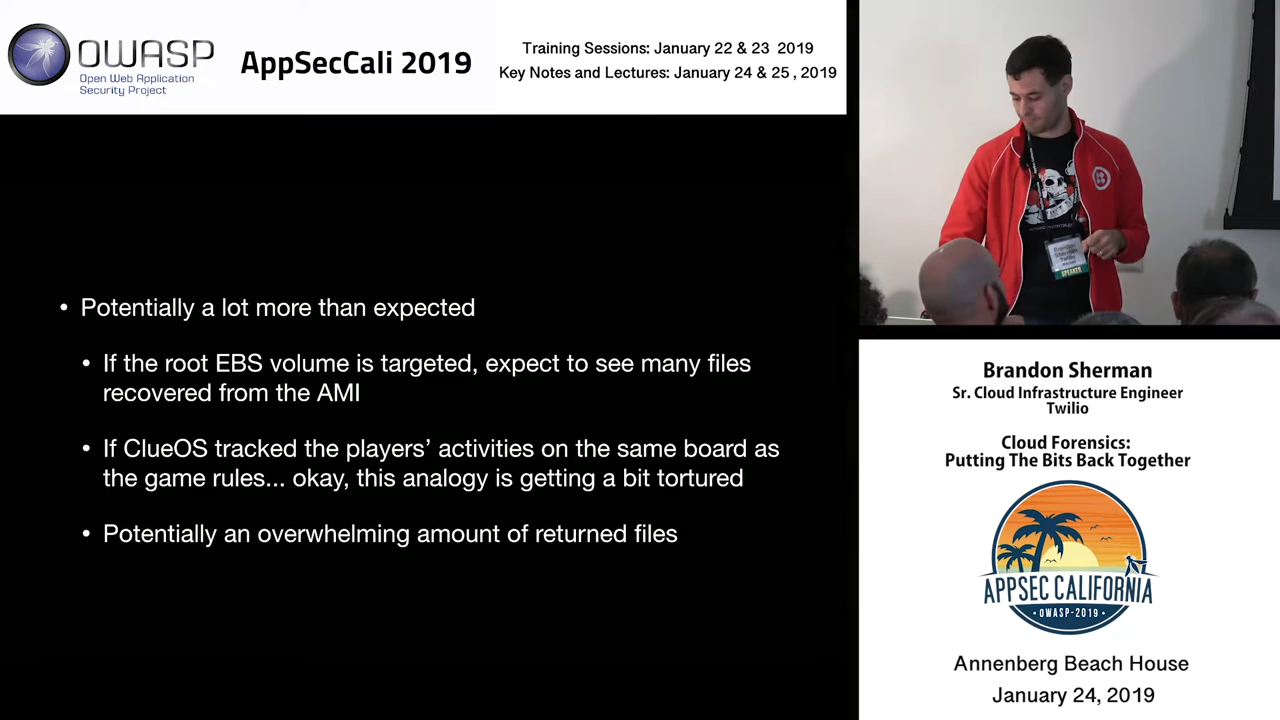 OWASP
Open Web Application
Security Project
AppSecCali 2019
Training Sessions: January 22 & 23 2019
Key Notes and Lectures: January 24 & 25 , 2019
• Potentially a lot more than expected
• If the root EBS volume is targeted, expect to see many files
recovered from the AMI
• If ClueOS tracked the players’ activities on the same board as
the game rules... okay, this analogy is getting a bit tortured
• Potentially an overwhelming amount of returned files
Brandon
Sherman
SPEAKER
Brandon Sherman
Sr. Cloud Infrastructure Engineer
Twilio
Cloud Forensics:
Putting The Bits Back Together
APPSEC CALIFORNIA
• OWASP-2019 •
Annenberg Beach House
January 24, 2019